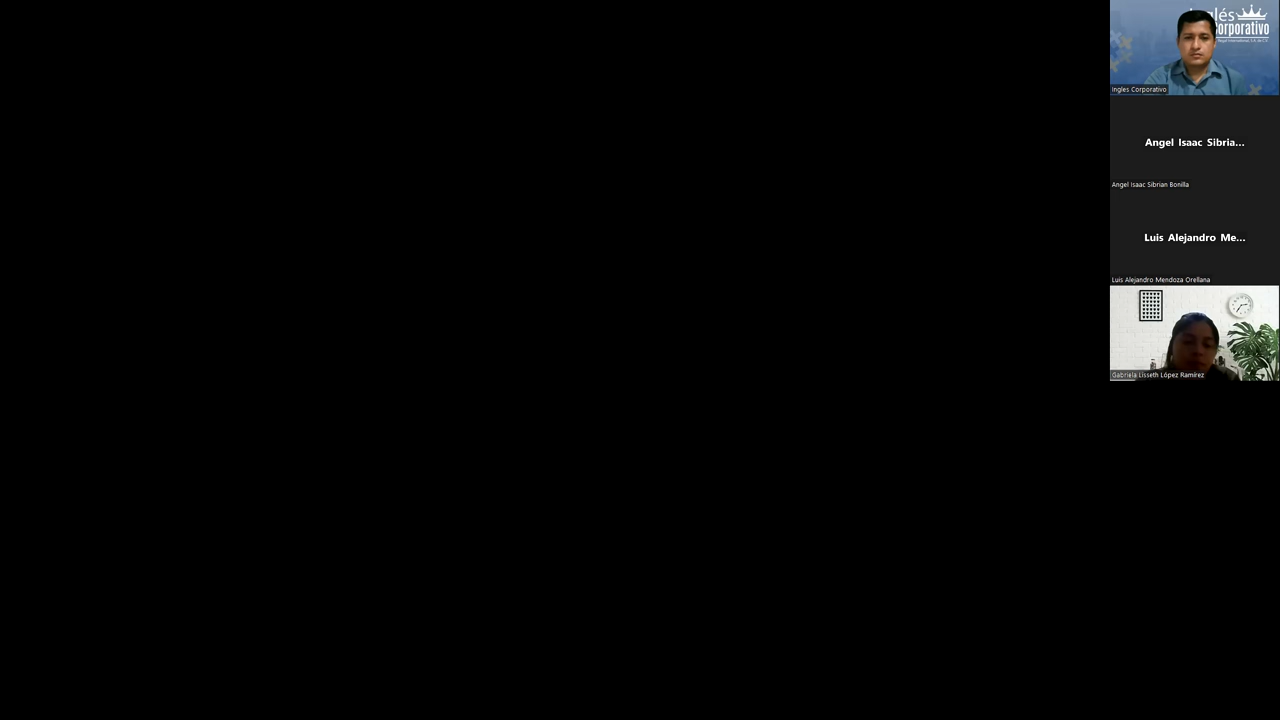 Inglés
Corporativo
Ingles Corporativo
Angel Isaac Sibria...
Angel Isaac Sibrian Bonilla
Luis Alejandro Me...
Luis Alejandro Mendoza Orellana
Gabriela Lisseth López Ramírez